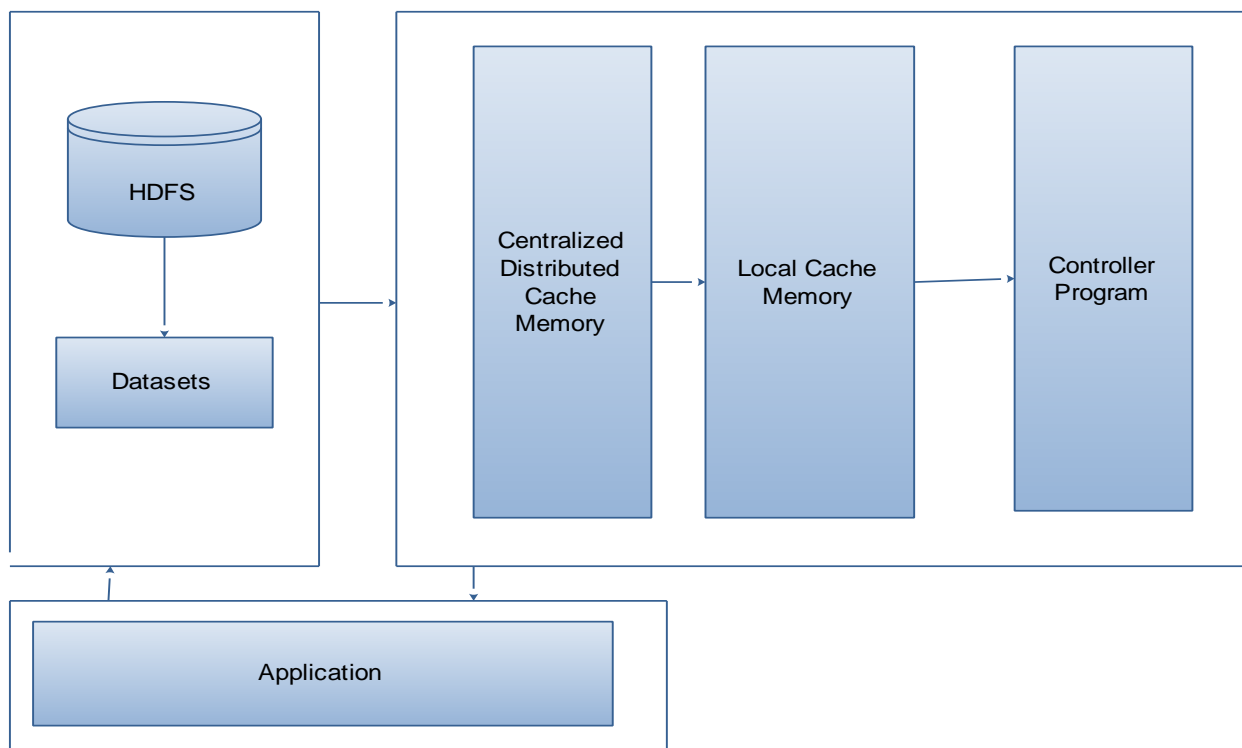 HDFS
Datasets
Centralized
Distributed
Cache
Memory
Local Cache
Memory
Controller
Program
Application